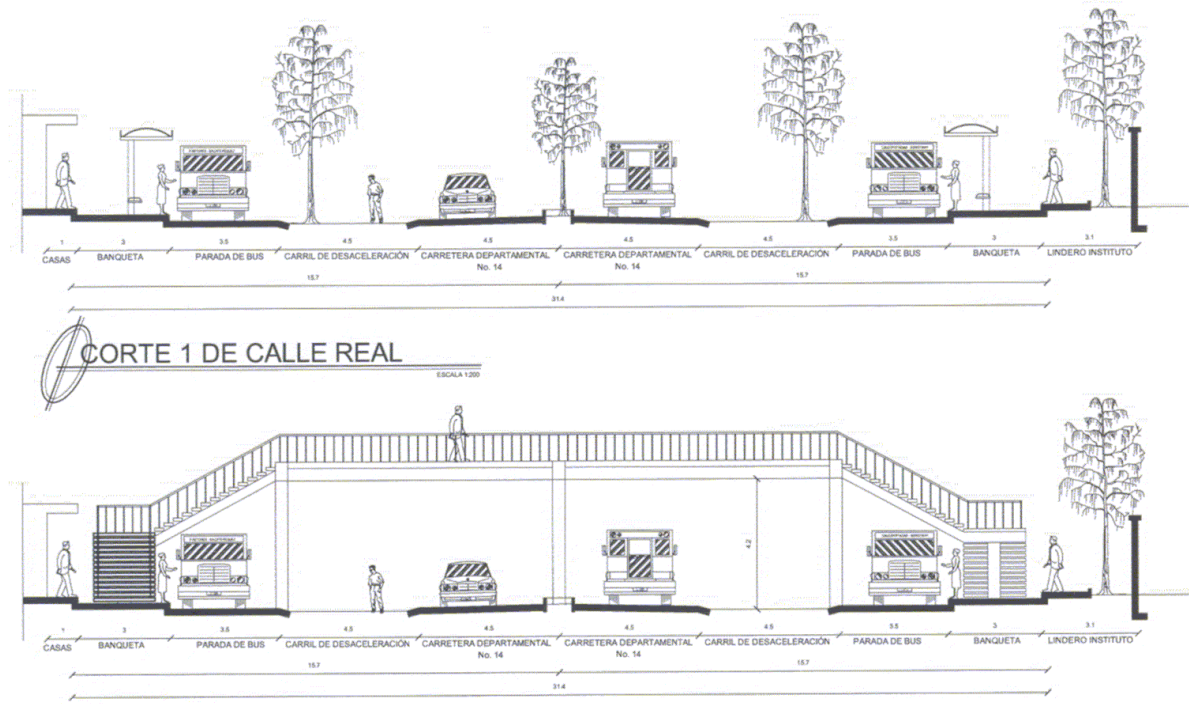 1 3 3.5 4.5 4.5 4.5 4.5 3.5 3 3.1
CASAS BANQUETA PARADA DE BUS CARRIL DE DESACELERACIÓN CARRETERA DEPARTAMENTAL CARRETERA DEPARTAMENTAL CARRIL DE DESACELERACIÓN PARADA DE BUS BANQUETA LINDERO INSTITUTO
No. 14 No. 14
15.7 15.7
31.4
CORTE 1 DE CALLE REAL
ESCALA 1:200
4.2
3 3.5 4.5 4.5 4.5 4.5 3.5 3 3.1
CASAS BANQUETA PARADA DE BUS CARRIL DE DESACELERACIÓN CARRETERA DEPARTAMENTAL CARRETERA DEPARTAMENTAL CARRIL DE DESACELERACIÓN PARADA DE BUS BANQUETA LINDERO INSTITUTO
No. 14 No. 14
15.7 15.7
31.4